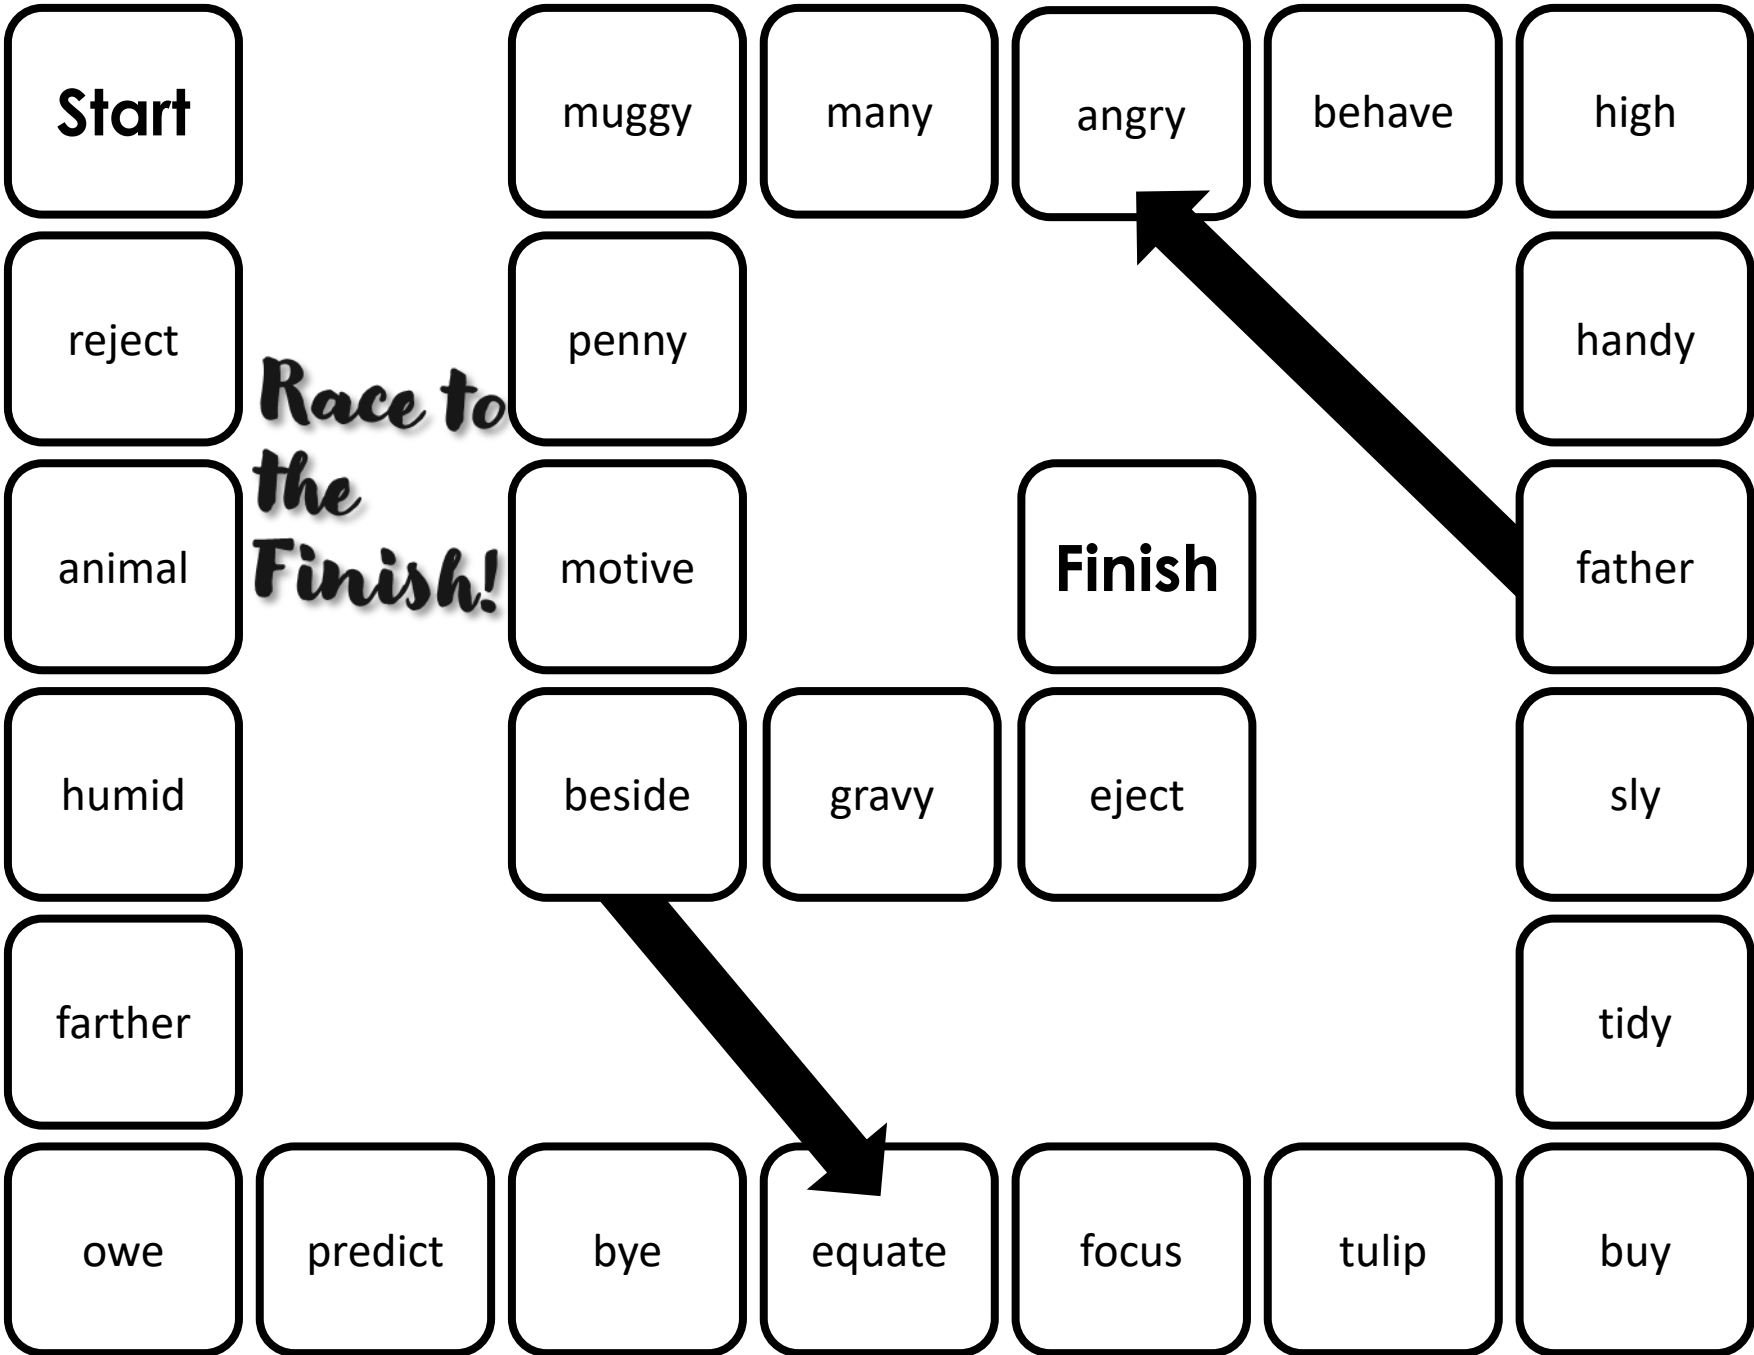 Start
muggy
many
angry
behave
high
reject
Race to
the
Finish!
penny
handy
animal
motive
Finish
father
humid
beside
gravy
eject
sly
farther
tidy
owe
predict
bye
equate
focus
tulip
buy